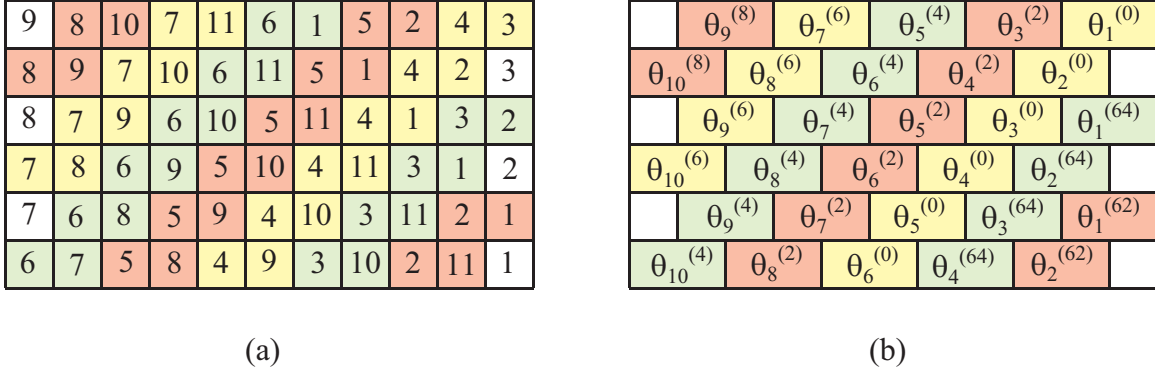 9 8 10 7 11 6 1 5 2 4 3
8 9 7 10 6 11 5 1 4 2 3
8 7 9 6 10 5 11 4 1 3 2
7 8 6 9 5 10 4 11 3 1 2
7 6 8 5 9 4 10 3 11 2 1
6 7 5 8 4 9 3 10 2 11 1
(a)
θ₉⁽⁸⁾ θ₇⁽⁶⁾ θ₅⁽⁴⁾ θ₃⁽²⁾ θ₁⁽⁰⁾
θ₁₀⁽⁸⁾ θ₈⁽⁶⁾ θ₆⁽⁴⁾ θ₄⁽²⁾ θ₂⁽⁰⁾
θ₉⁽⁶⁾ θ₇⁽⁴⁾ θ₅⁽²⁾ θ₃⁽⁰⁾ θ₁⁽⁶⁴⁾
θ₁₀⁽⁶⁾ θ₈⁽⁴⁾ θ₆⁽²⁾ θ₄⁽⁰⁾ θ₂⁽⁶⁴⁾
θ₉⁽⁴⁾ θ₇⁽²⁾ θ₅⁽⁰⁾ θ₃⁽⁶⁴⁾ θ₁⁽⁶²⁾
θ₁₀⁽⁴⁾ θ₈⁽²⁾ θ₆⁽⁰⁾ θ₄⁽⁶⁴⁾ θ₂⁽⁶²⁾
(b)